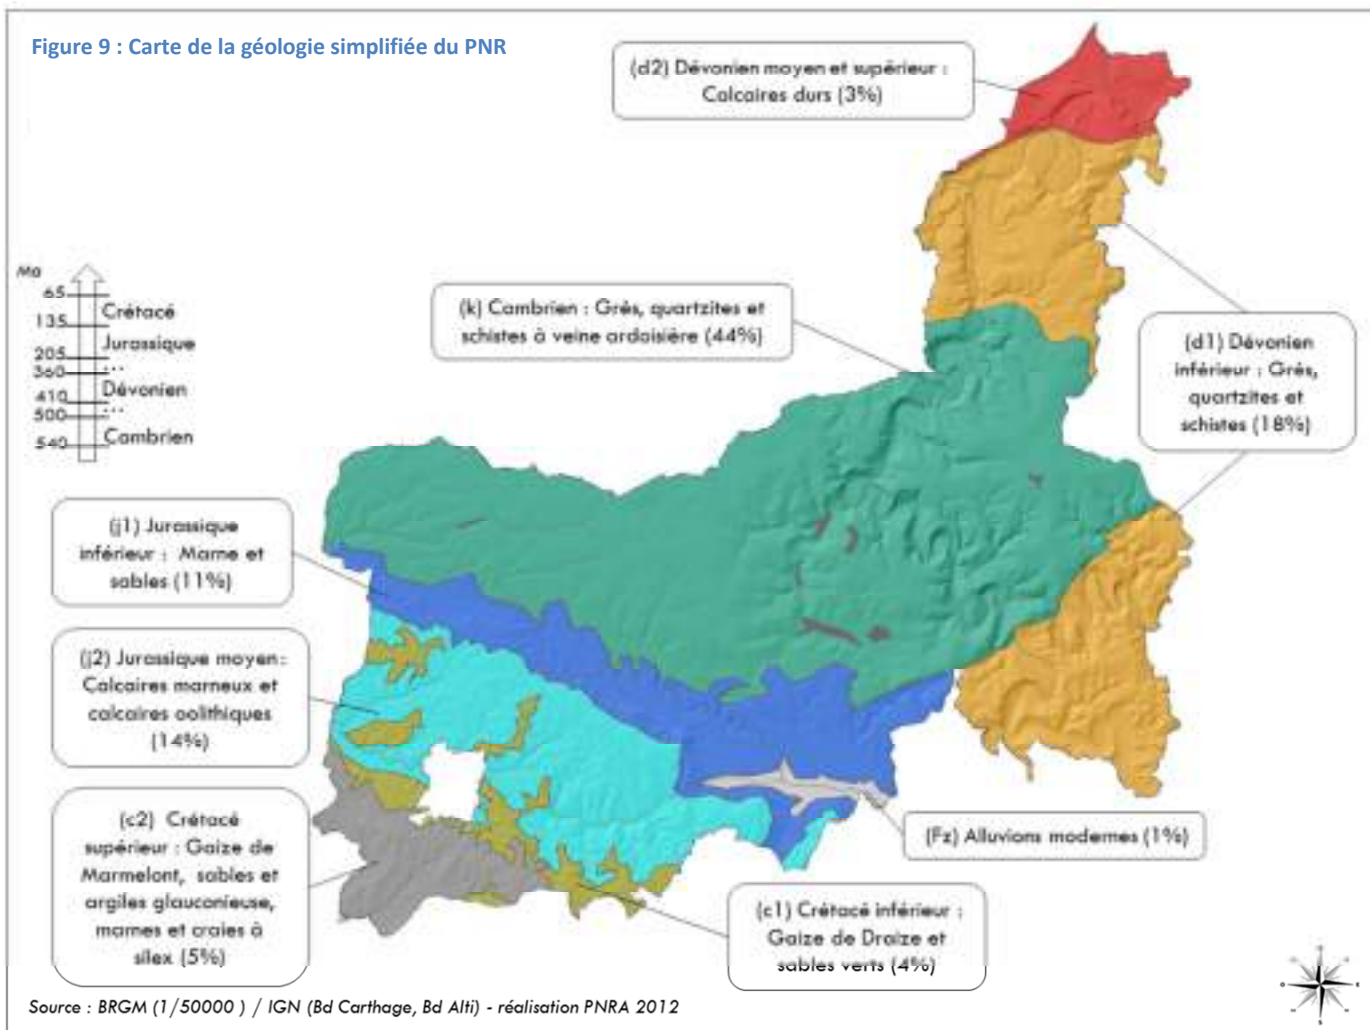 Figure 9 : Carte de la géologie simplifiée du PNR
(d2) Dévonien moyen et supérieur :
Calcaires durs (3%)
Ma
65
Crétacé
135
Jurassique
205
...
360
Dévonien
410
...
500
Cambrien
540
(k) Cambrien : Grès, quartzites et
schistes à veine ardoisière (44%)
(d1) Dévonien
inférieur : Grès,
quartzites et
schistes (18%)
(j1) Jurassique
inférieur : Marne et
sables (11%)
(j2) Jurassique moyen :
Calcaires marneux et
calcaires oolithiques
(14%)
(c2) Crétacé
supérieur : Gaize de
Marmelont, sables et
argiles glauconieuse,
marnes et craies à
silex (5%)
(Fz) Alluvions modernes (1%)
(c1) Crétacé inférieur :
Gaize de Draize et
sables verts (4%)
Source : BRGM (1/50000 ) / IGN (Bd Carthage, Bd Alti) - réalisation PNRA 2012